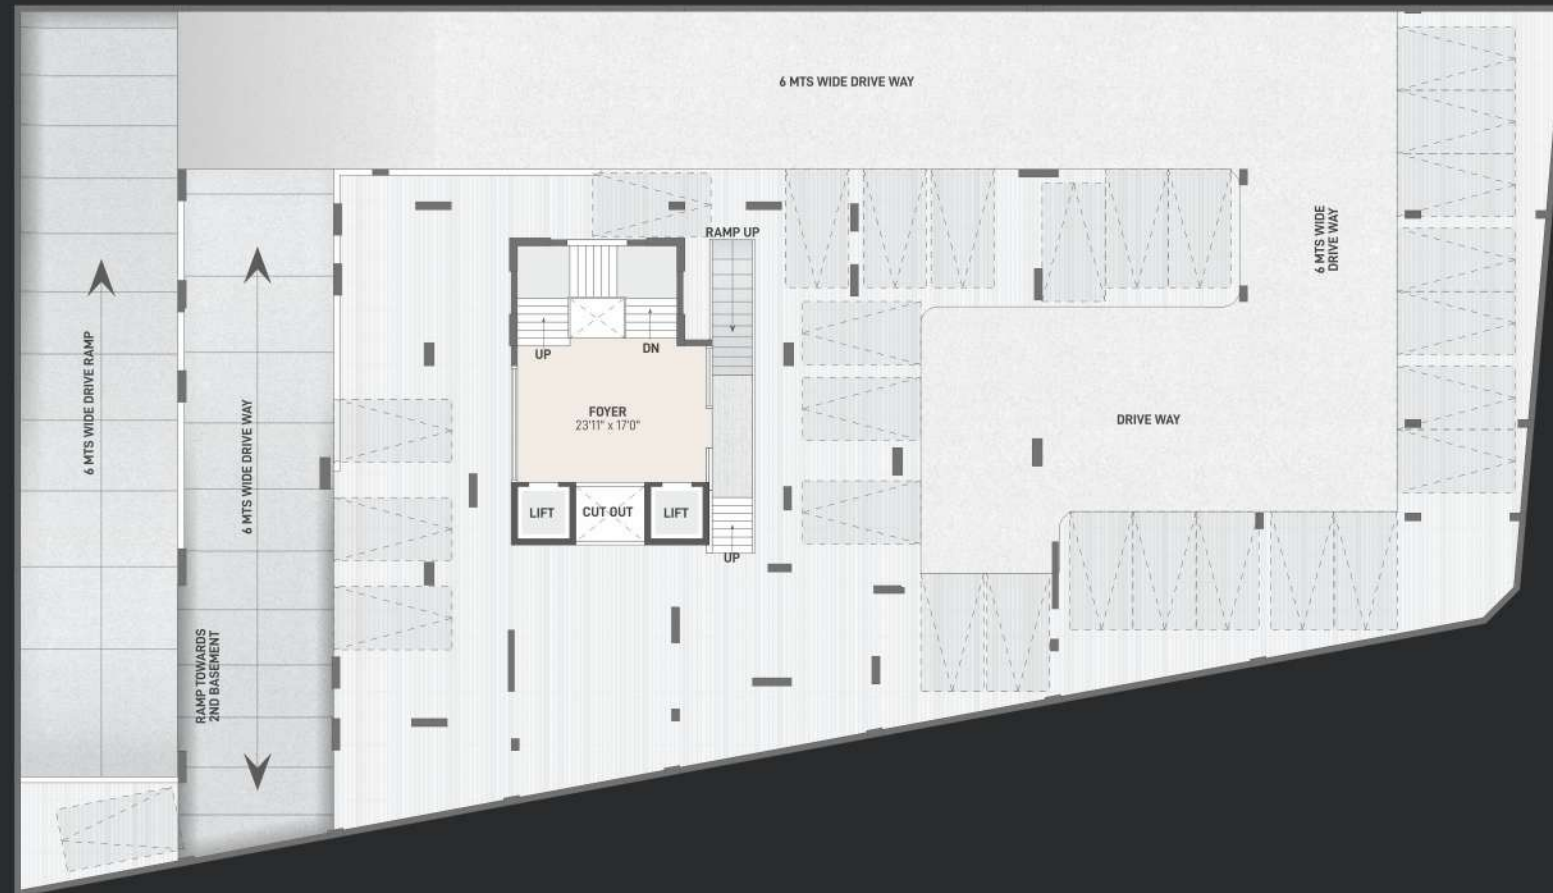 6 MTS WIDE DRIVE WAY
6 MTS WIDE
DRIVE WAY
RAMP UP
UP
DN
6 MTS WIDE DRIVE RAMP
6 MTS WIDE DRIVE WAY
FOYER
23'11" x 17'0"
DRIVE WAY
LIFT
CUT OUT
LIFT
UP
RAMP TOWARDS
2ND BASEMENT